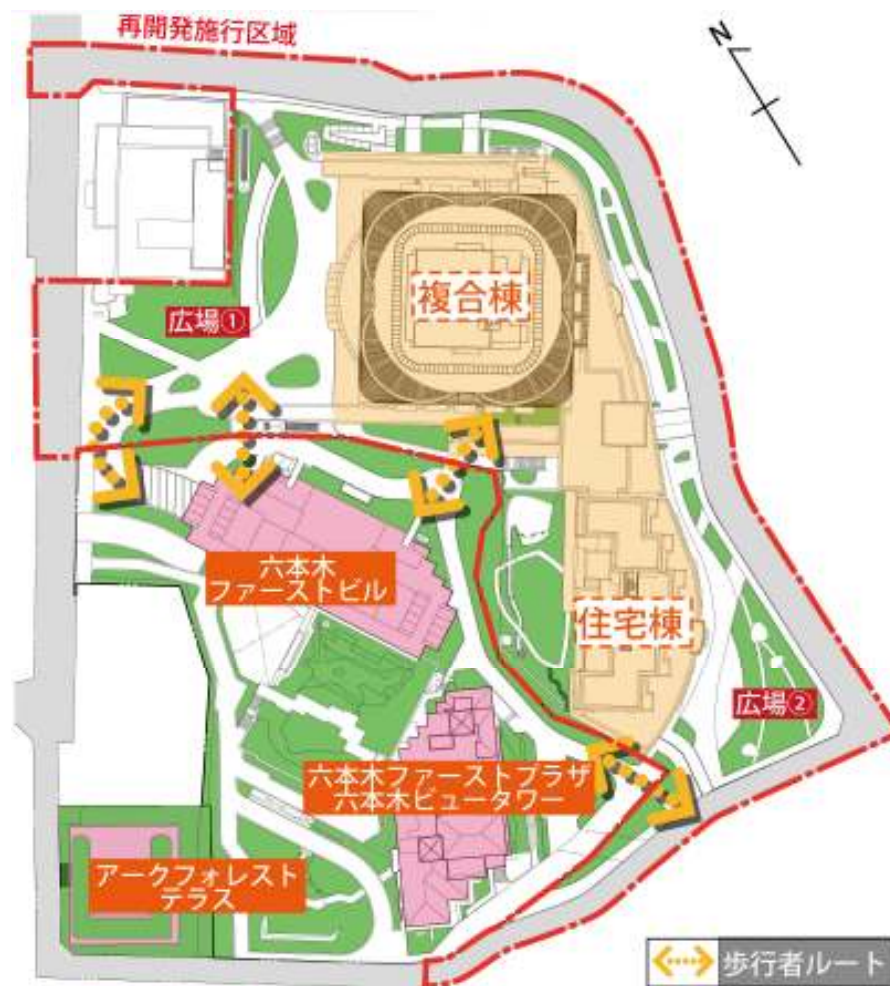 再開発施行区域
N
複合棟
広場①
六本木
ファーストビル
住宅棟
広場②
六本木ファーストプラザ
六本木ビュータワー
アークフォレスト
テラス
歩行者ルート